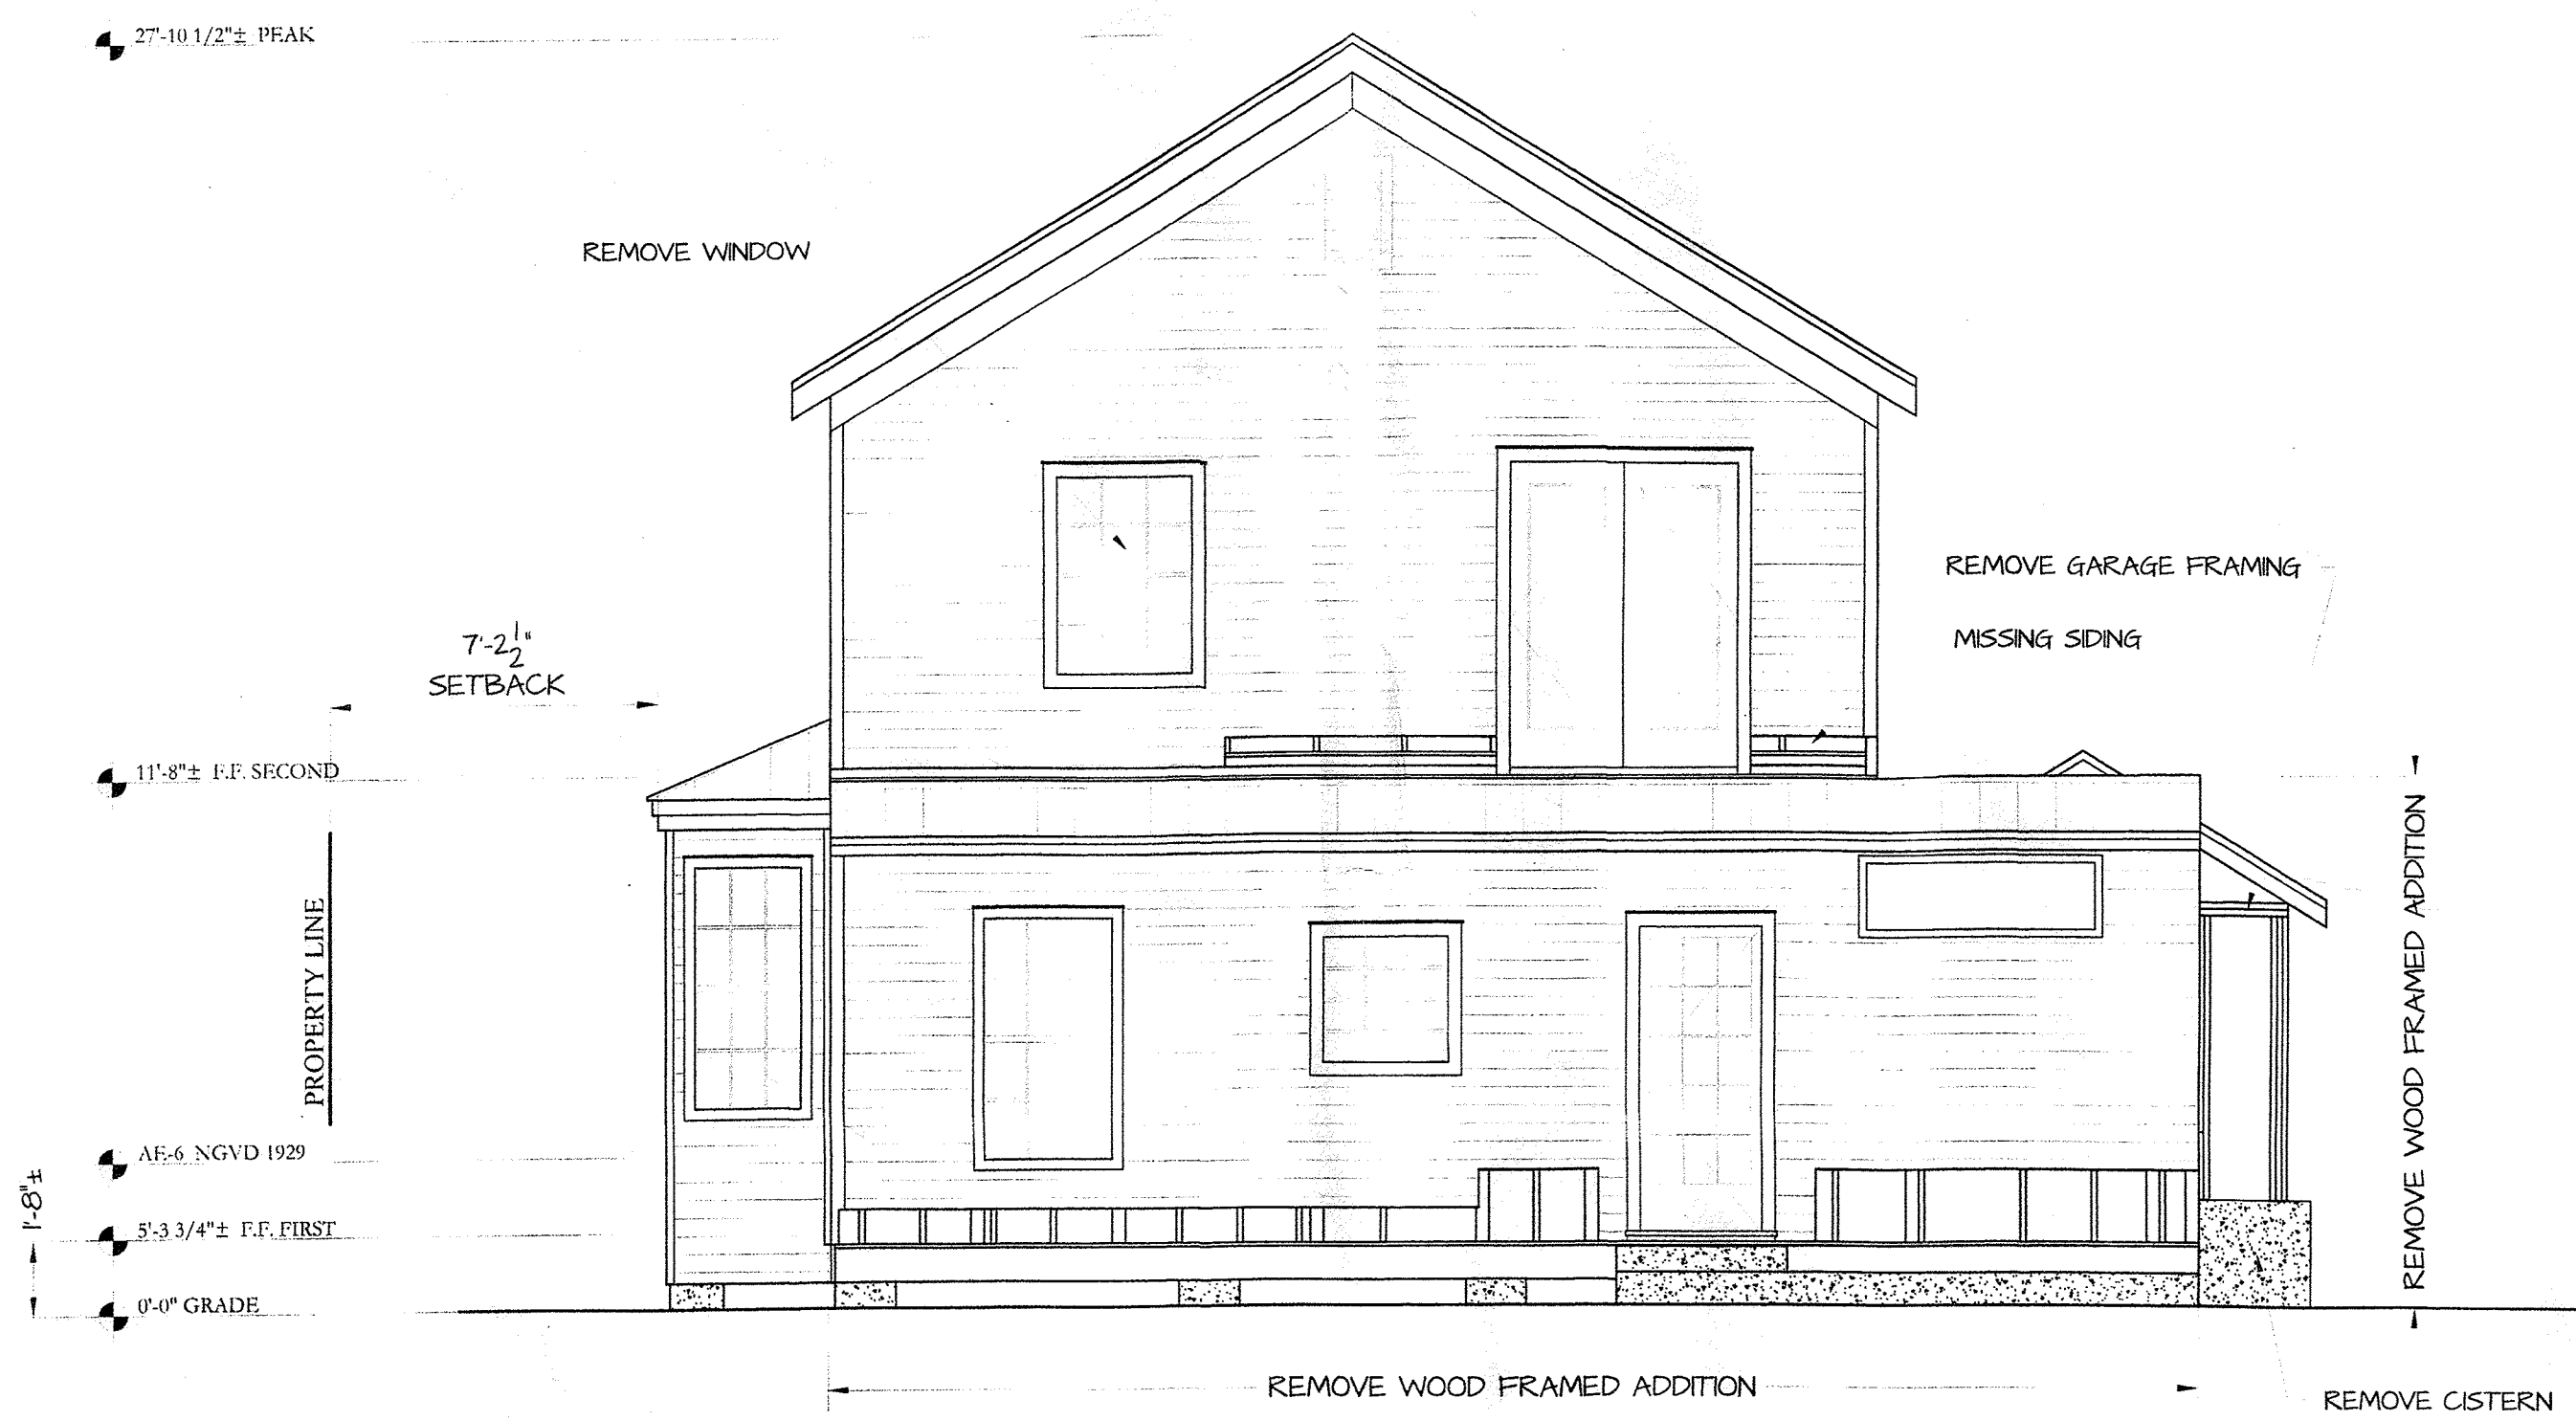 27'-10 1/2"± PEAK
REMOVE WINDOW
REMOVE GARAGE FRAMING
MISSING SIDING
7'-2 1/2"
SETBACK
11'-8"± F.F. SECOND
PROPERTY LINE
REMOVE WOOD FRAMED ADDITION
AE-6 NGVD 1929
1'-8"±
5'-3 3/4"± F.F. FIRST
0'-0" GRADE
REMOVE WOOD FRAMED ADDITION
REMOVE CISTERN